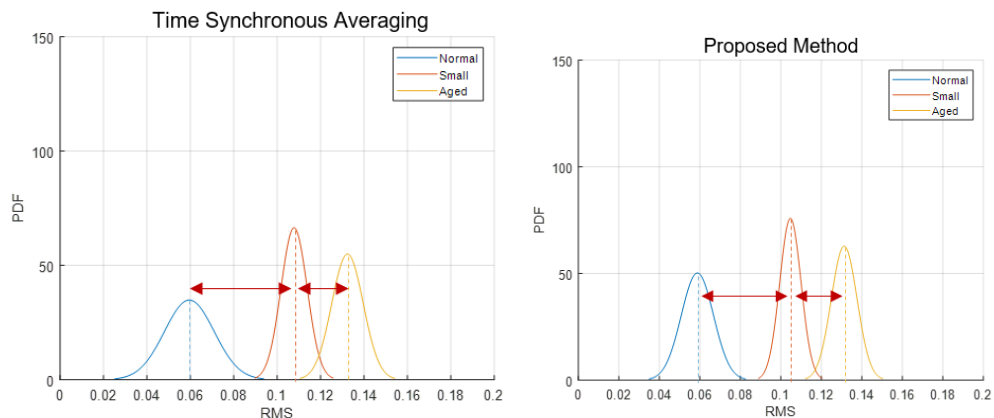 Time Synchronous Averaging
150
100
50
0
PDF
0 0.02 0.04 0.06 0.08 0.1 0.12 0.14 0.16 0.18 0.2
RMS
Normal
Small
Aged
Proposed Method
150
100
50
0
PDF
0 0.02 0.04 0.06 0.08 0.1 0.12 0.14 0.16 0.18 0.2
RMS
Normal
Small
Aged